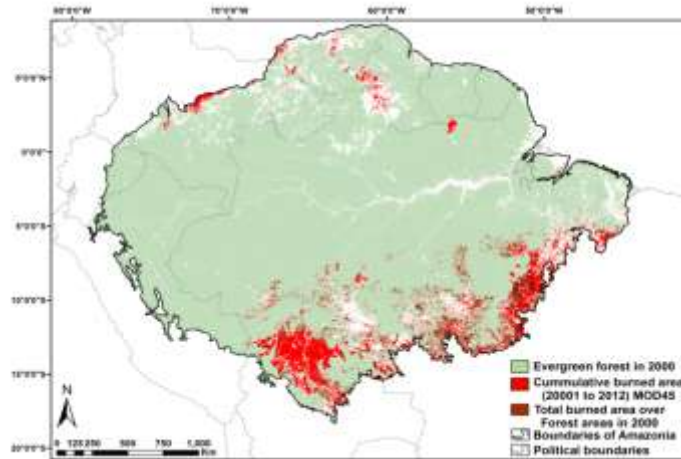 80°0'0"W 70°0'0"W 60°0'0"W 50°0'0"W
5°0'0"N
0°0'0"
5°0'0"S
10°0'0"S
15°0'0"S
20°0'0"S
N
Evergreen forest in 2000
Cummulative burned area
(20001 to 2012) MOD45
Total burned area over
Forest areas in 2000
Boundaries of Amazonia
Political boundaries
500 750 1,000
Km